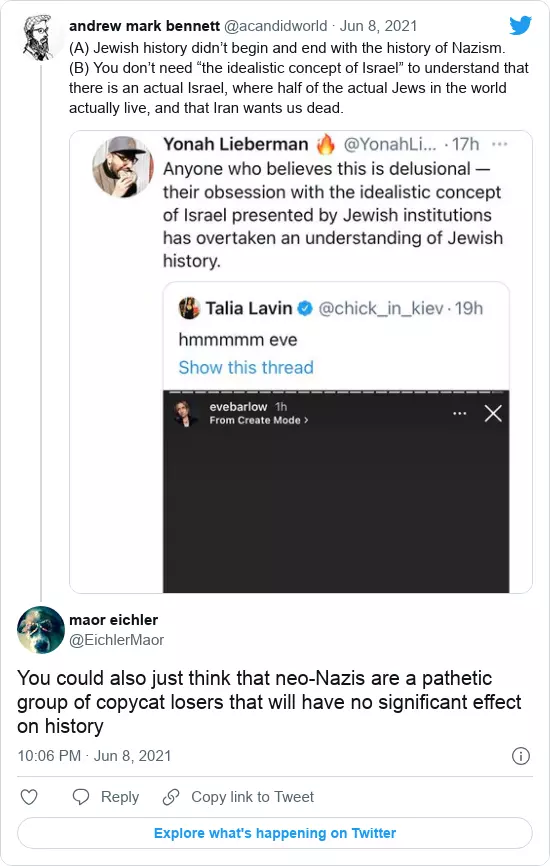 andrew mark bennett @acandidworld · Jun 8, 2021
(A) Jewish history didn’t begin and end with the history of Nazism.
(B) You don’t need “the idealistic concept of Israel” to understand that
there is an actual Israel, where half of the actual Jews in the world
actually live, and that Iran wants us dead.
Yonah Lieberman 🔥 @YonahLi... · 17h ...
Anyone who believes this is delusional —
their obsession with the idealistic concept
of Israel presented by Jewish institutions
has overtaken an understanding of Jewish
history.
Talia Lavin @chick_in_kiev · 19h
hmmmmm eve
Show this thread
evebarlow 1h
From Create Mode >
maor eichler
@EichlerMaor
You could also just think that neo-Nazis are a pathetic
group of copycat losers that will have no significant effect
on history
10:06 PM · Jun 8, 2021
Reply
Copy link to Tweet
Explore what's happening on Twitter